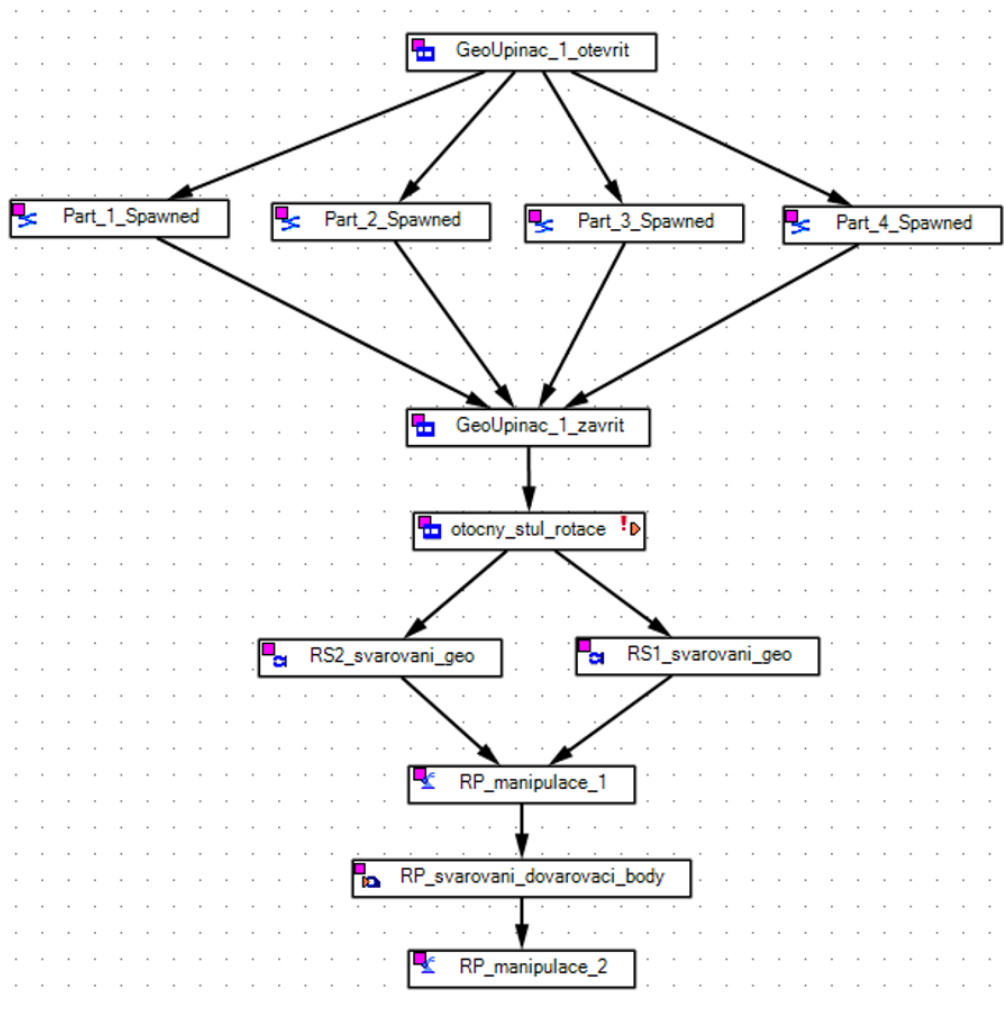 GeoUpinac_1_otevrit
Part_1_Spawned
Part_2_Spawned
Part_3_Spawned
Part_4_Spawned
GeoUpinac_1_zavrit
otocny_stul_rotace
RS2_svarovani_geo
RS1_svarovani_geo
RP_manipulace_1
RP_svarovani_dovarovaci_body
RP_manipulace_2